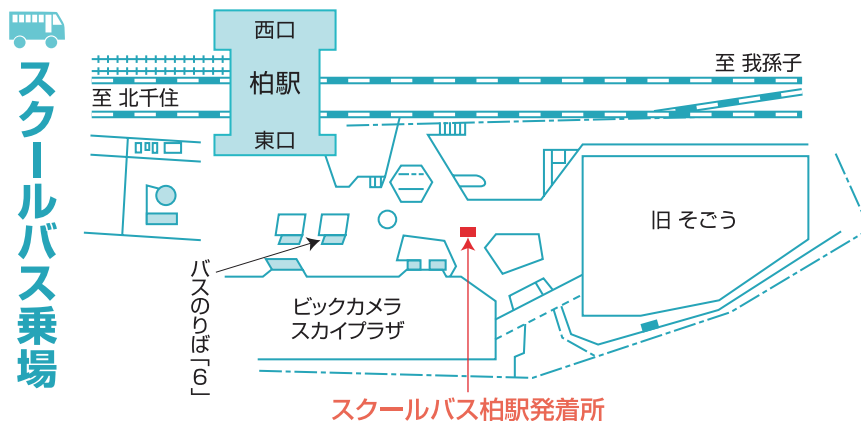 スクールバス乗場
西口
柏駅
東口
至 北千住
至 我孫子
旧 そごう
バスのりば「6」
ビックカメラ
スカイプラザ
スクールバス柏駅発着所